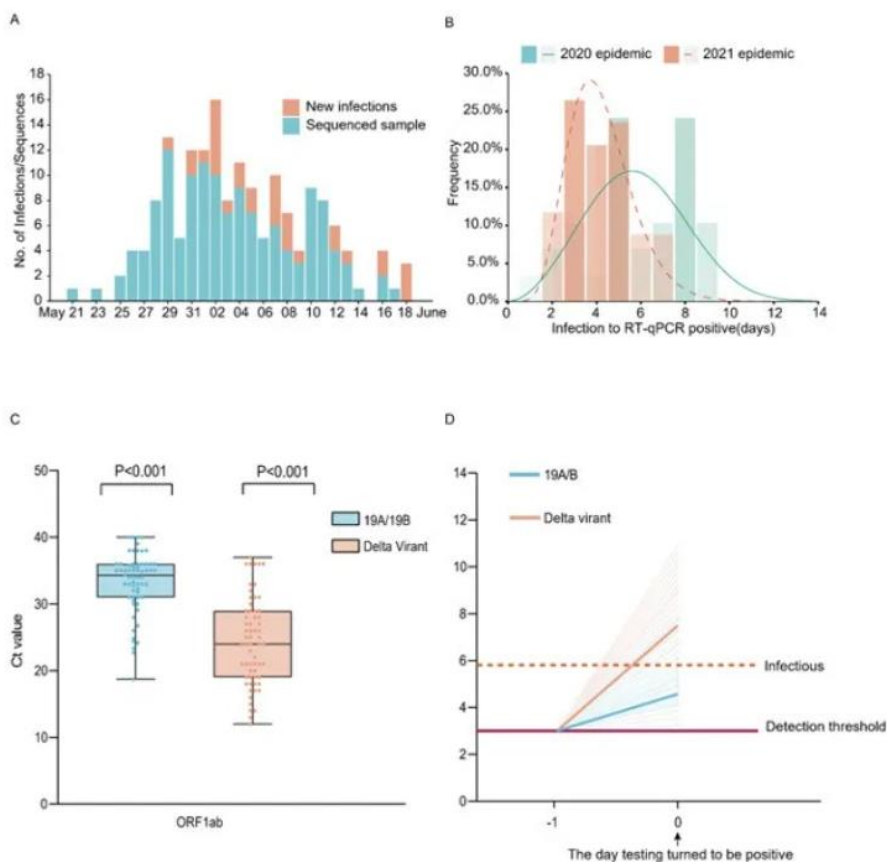 A
18
16
14
12
10
8
6
4
2
0
No. of Infections/Sequences
New infections
Sequenced sample
May 21 23 25 27 29 31 02 04 06 08 10 12 14 16 18 June
B
2020 epidemic 2021 epidemic
30.0%
25.0%
20.0%
15.0%
10.0%
5.0%
0.0%
Frequency
0 2 4 6 8 10 12 14
Infection to RT-qPCR positive(days)
C
50
40
30
20
10
0
Ct value
P<0.001 P<0.001
19A/19B
Delta Virant
ORF1ab
D
14
12
10
8
6
4
2
0
19A/B
Delta virant
Infectious
Detection threshold
-1 0
The day testing turned to be positive